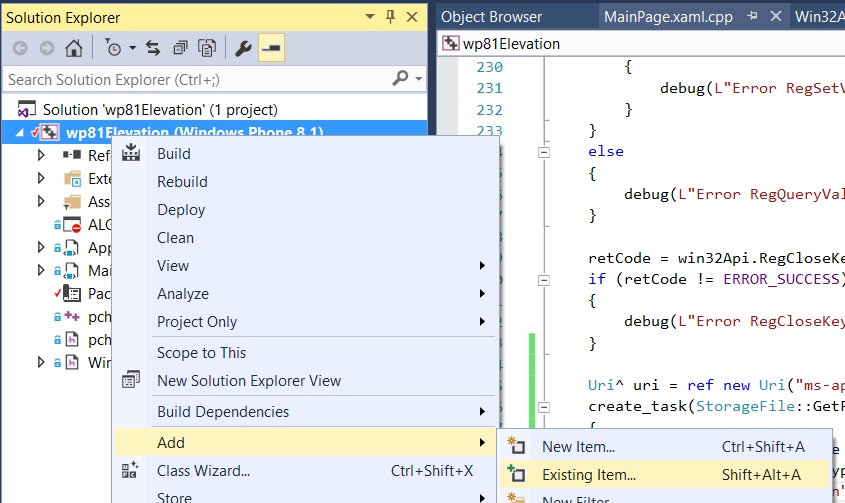 Solution Explorer
Search Solution Explorer (Ctrl+;)
Solution 'wp81Elevation' (1 project)
wp81Elevation (Windows Phone 8.1)
Ref
Exte
Ass
ALG
App
Mai
Pac
pch
pch
Win
Build
Rebuild
Deploy
Clean
View
Analyze
Project Only
Scope to This
New Solution Explorer View
Build Dependencies
Add
Class Wizard... Ctrl+Shift+X
Store
New Item... Ctrl+Shift+A
Existing Item... Shift+Alt+A
New Filter
Object Browser MainPage.xaml.cpp Win32A
wp81Elevation
230 {
231 debug(L"Error RegSetV
232 }
233 }
else
{
debug(L"Error RegQueryVal
}
retCode = win32Api.RegCloseKe
if (retCode != ERROR_SUCCESS)
{
debug(L"Error RegCloseKey
}
Uri^ uri = ref new Uri("ms-ap
create_task(StorageFile::GetF
{